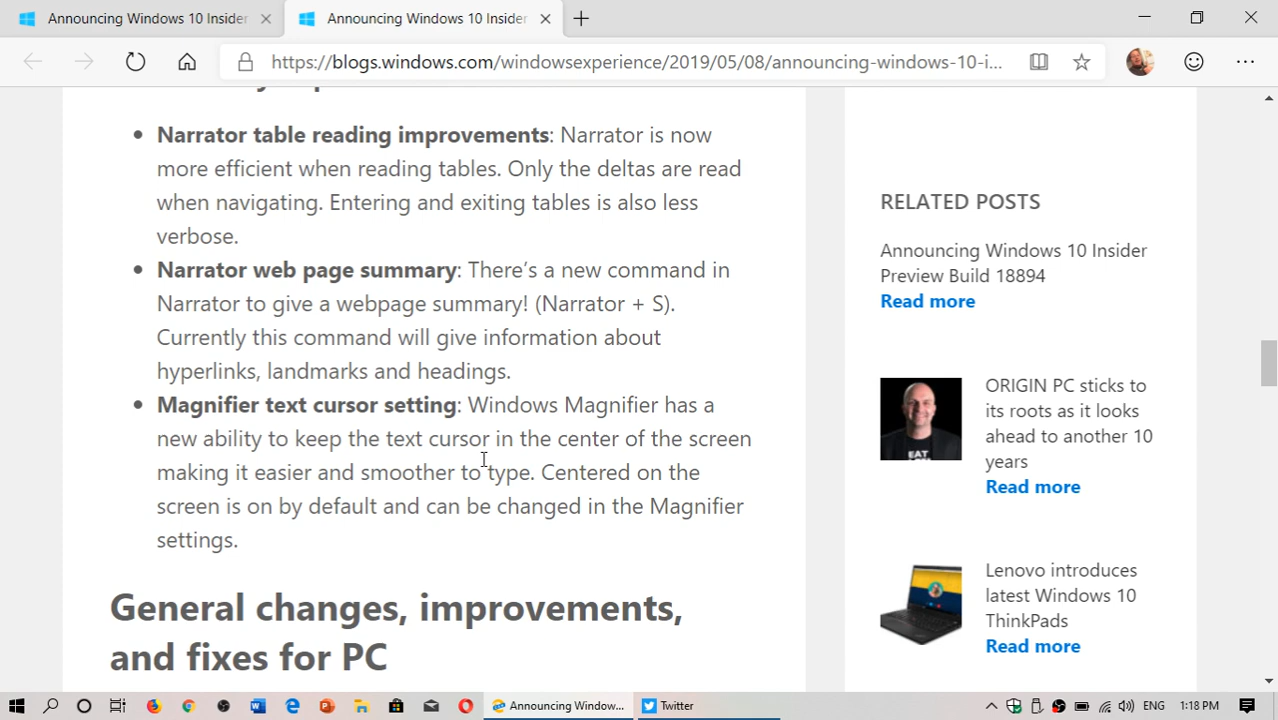 Announcing Windows 10 Insider
Announcing Windows 10 Insider
https://blogs.windows.com/windowsexperience/2019/05/08/announcing-windows-10-i...
Narrator table reading improvements: Narrator is now
more efficient when reading tables. Only the deltas are read
when navigating. Entering and exiting tables is also less
verbose.
Narrator web page summary: There's a new command in
Narrator to give a webpage summary! (Narrator + S).
Currently this command will give information about
hyperlinks, landmarks and headings.
Magnifier text cursor setting: Windows Magnifier has a
new ability to keep the text cursor in the center of the screen
making it easier and smoother to type. Centered on the
screen is on by default and can be changed in the Magnifier
settings.
General changes, improvements,
and fixes for PC
RELATED POSTS
Announcing Windows 10 Insider
Preview Build 18894
Read more
ORIGIN PC sticks to
its roots as it looks
ahead to another 10
years
Read more
EAT
Lenovo introduces
latest Windows 10
ThinkPads
Read more
Announcing Window...
Twitter
ENG
1:18 PM